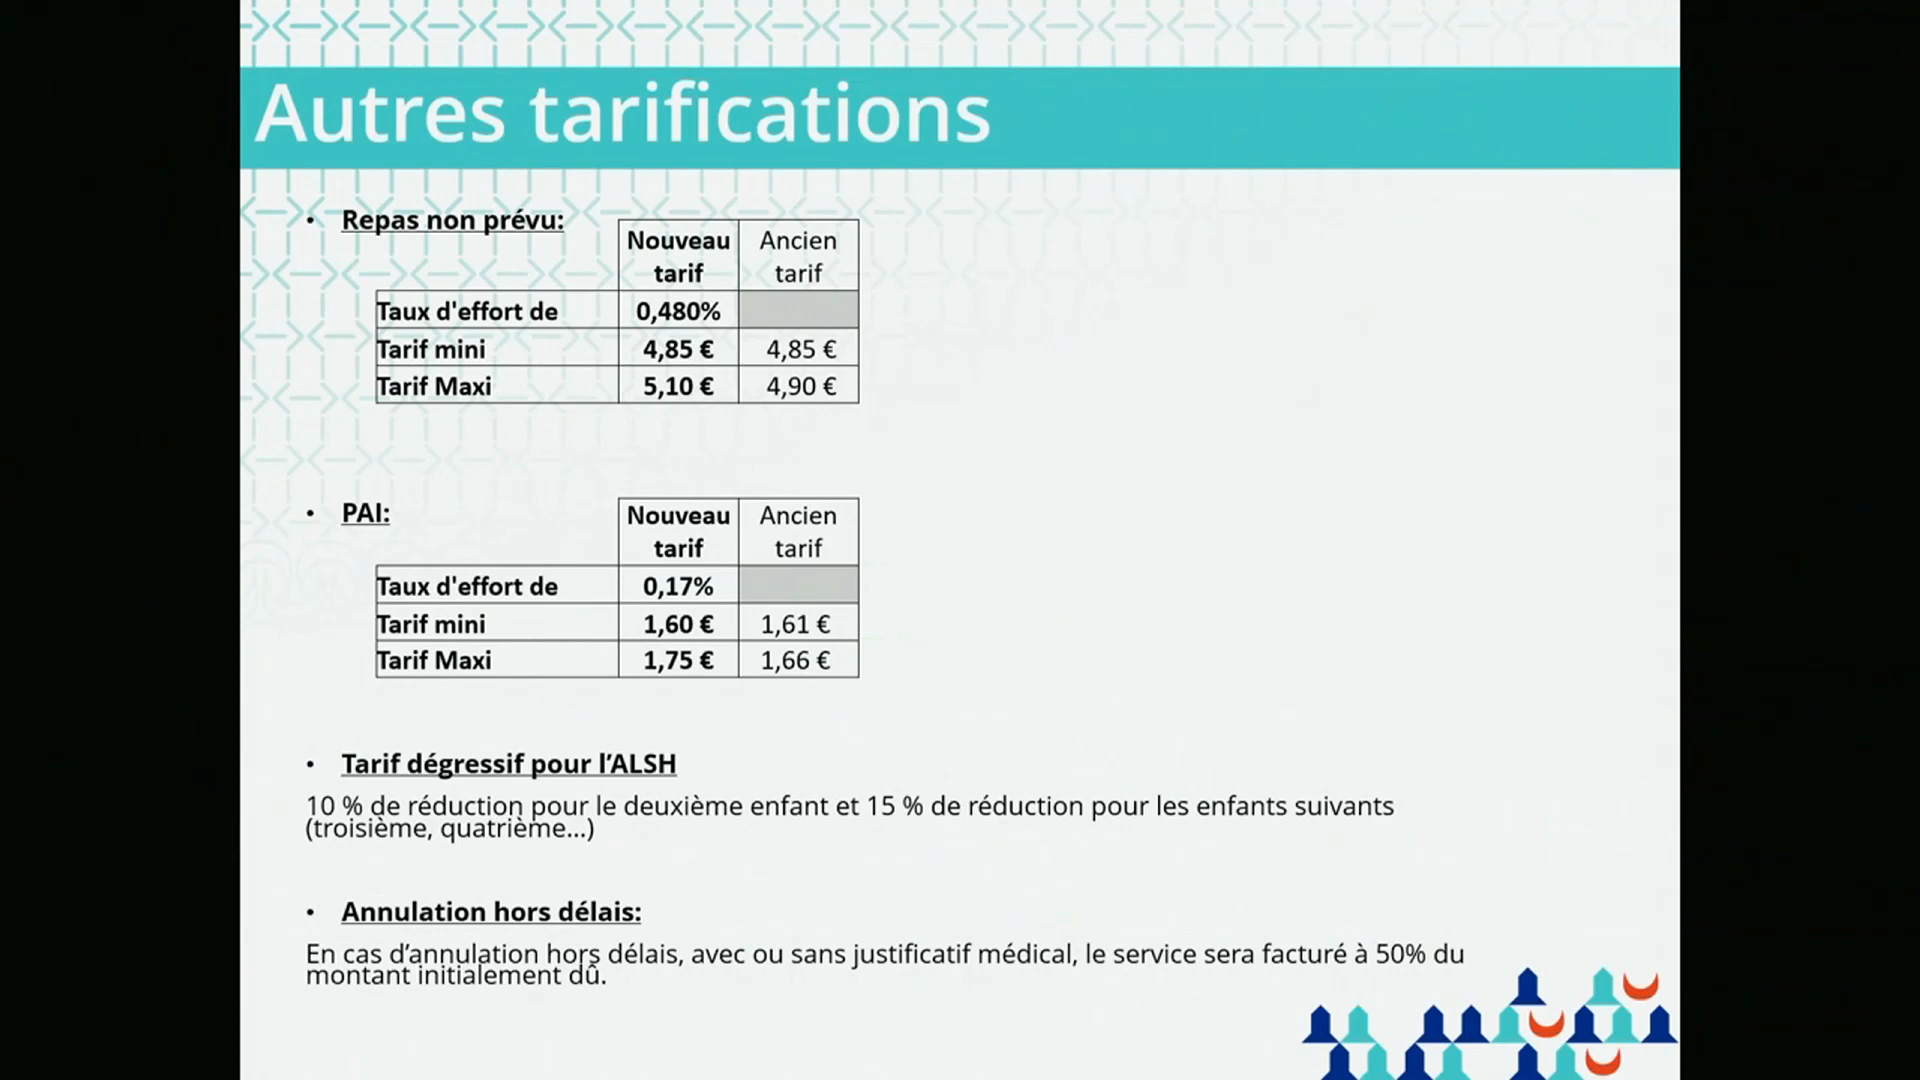 Autres tarifications
• Repas non prévu:
Nouveau tarif Ancien tarif
Taux d'effort de 0,480%
Tarif mini 4,85 € 4,85 €
Tarif Maxi 5,10 € 4,90 €
• PAI:
Nouveau tarif Ancien tarif
Taux d'effort de 0,17%
Tarif mini 1,60 € 1,61 €
Tarif Maxi 1,75 € 1,66 €
• Tarif dégressif pour l’ALSH
10 % de réduction pour le deuxième enfant et 15 % de réduction pour les enfants suivants
(troisième, quatrième...)
• Annulation hors délais:
En cas d’annulation hors délais, avec ou sans justificatif médical, le service sera facturé à 50% du
montant initialement dû.